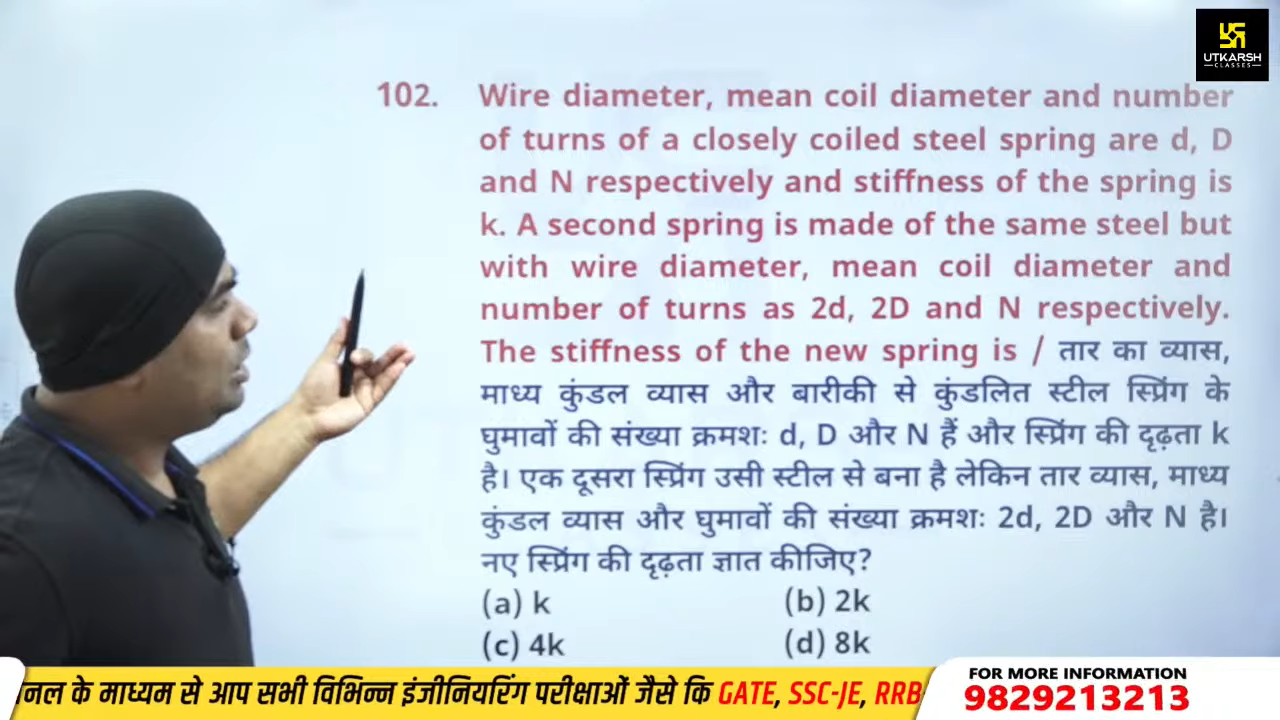 UTKARSH
CLASSES
102. Wire diameter, mean coil diameter and number
of turns of a closely coiled steel spring are d, D
and N respectively and stiffness of the spring is
k. A second spring is made of the same steel but
with wire diameter, mean coil diameter and
number of turns as 2d, 2D and N respectively.
The stiffness of the new spring is / तार का व्यास,
माध्य कुंडल व्यास और बारीकी से कुंडलित स्टील स्प्रिंग के
घुमावों की संख्या क्रमशः d, D और N हैं और स्प्रिंग की दृढ़ता k
है। एक दूसरा स्प्रिंग उसी स्टील से बना है लेकिन तार व्यास, माध्य
कुंडल व्यास और घुमावों की संख्या क्रमशः 2d, 2D और N है।
नए स्प्रिंग की दृढ़ता ज्ञात कीजिए?
(a) k (b) 2k
(c) 4k (d) 8k
के माध्यम से आप सभी विभिन्न इंजीनियरिंग परीक्षाओं जैसे कि GATE, SSC-JE, RRB
FOR MORE INFORMATION
9829213213